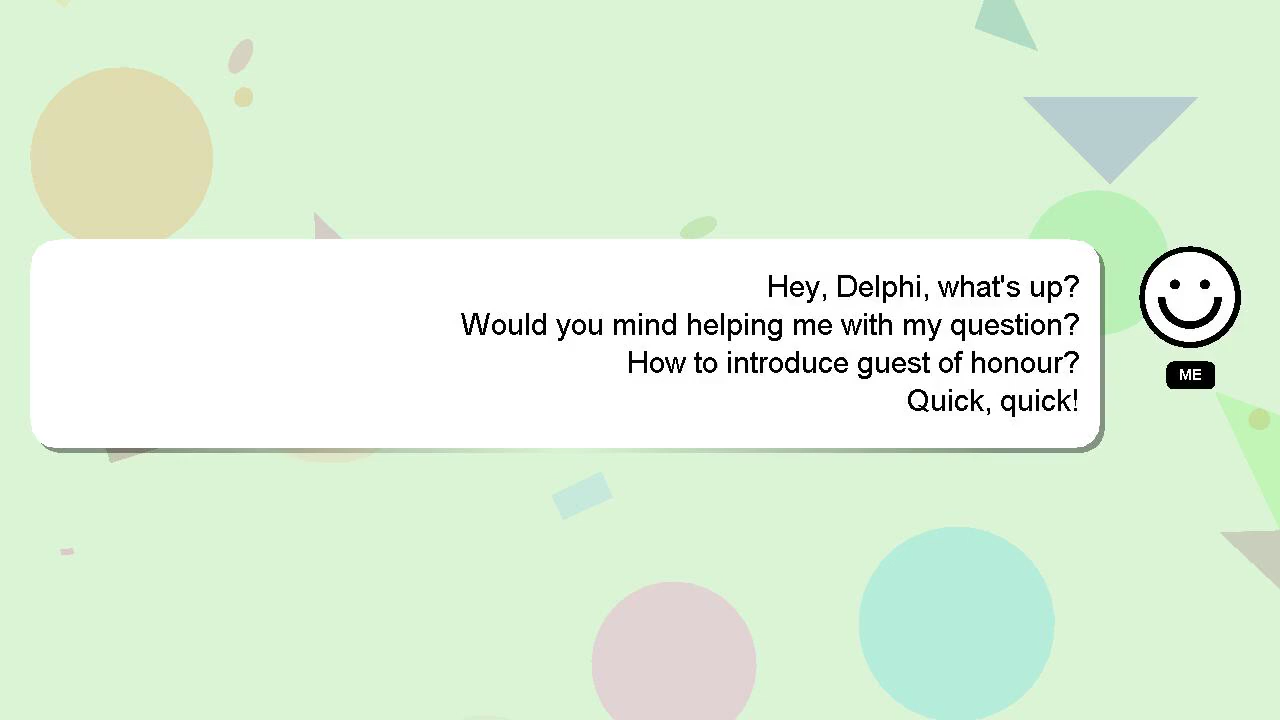 Hey, Delphi, what's up?
Would you mind helping me with my question?
How to introduce guest of honour?
Quick, quick!
ME